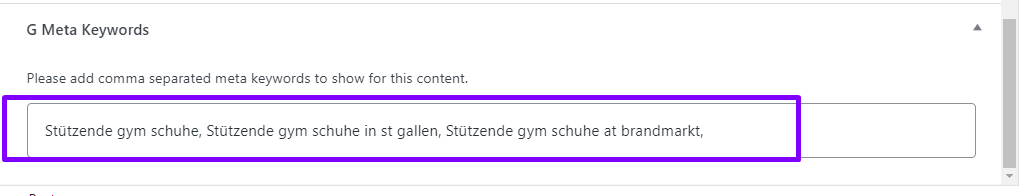 G Meta Keywords
Please add comma separated meta keywords to show for this content.
Stützende gym schuhe, Stützende gym schuhe in st gallen, Stützende gym schuhe at brandmarkt,